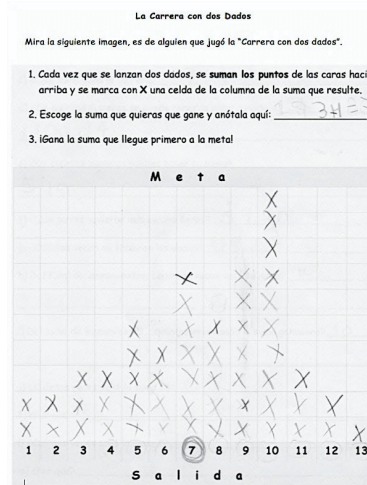 La Carrera con dos Dados
Mira la siguiente imagen, es de alguien que jugó la "Carrera con dos dados".
1. Cada vez que se lanzan dos dados, se suman los puntos de las caras haci
arriba y se marca con X una celda de la columna de la suma que resulte.
2. Escoge la suma que quieras que gane y anótala aquí:
3. ¡Gana la suma que llegue primero a la meta!
M e t a
1 2 3 4 5 6 7 8 9 10 11 12 13
S a l i d a